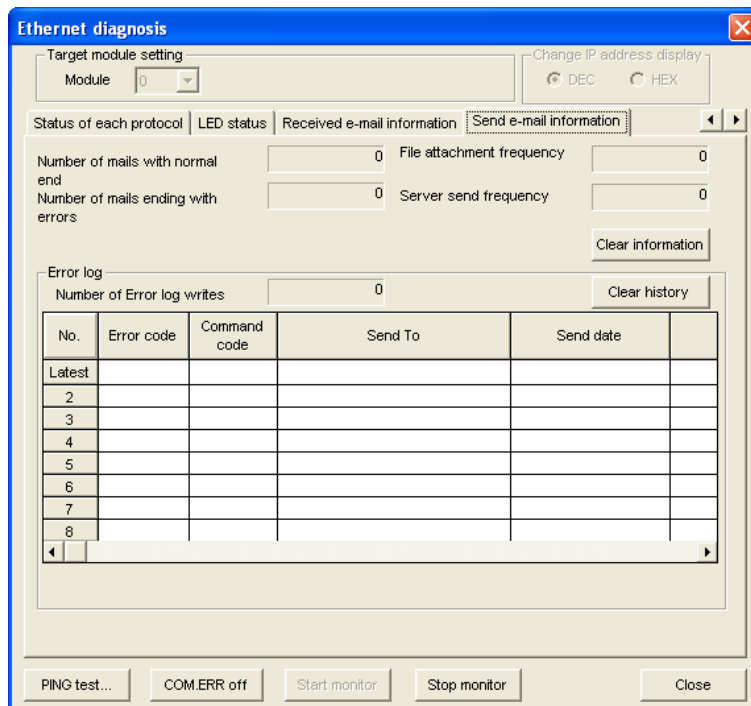 Ethernet diagnosis
Target module setting
Change IP address display
Module 0
DEC HEX
Status of each protocol LED status Received e-mail information Send e-mail information
Number of mails with normal end 0 File attachment frequency 0
Number of mails ending with errors 0 Server send frequency 0
Clear information
Error log
Number of Error log writes 0 Clear history
No. Error code Command code Send To Send date
Latest
2
3
4
5
6
7
8
PING test... COM.ERR off Start monitor Stop monitor Close